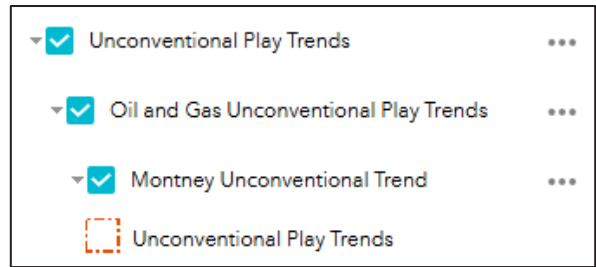 Unconventional Play Trends
Oil and Gas Unconventional Play Trends
Montney Unconventional Trend
Unconventional Play Trends